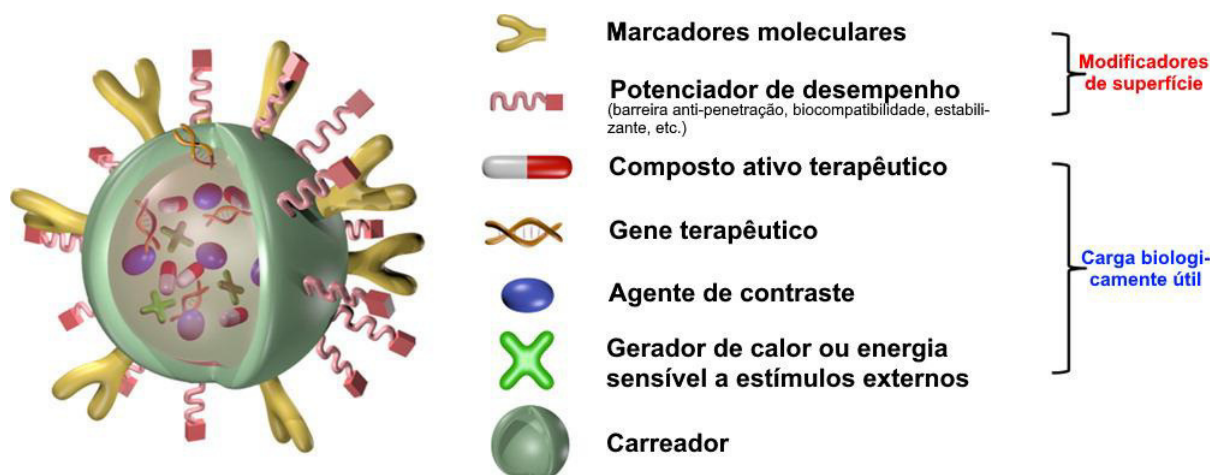 Marcadores moleculares
Potenciador de desempenho
(barreira anti-penetração, biocompatibilidade, estabili-
zante, etc.)
Modificadores
de superfície
Composto ativo terapêutico
Gene terapêutico
Agente de contraste
Gerador de calor ou energia
sensível a estímulos externos
Carga biologi-
camente útil
Carreador